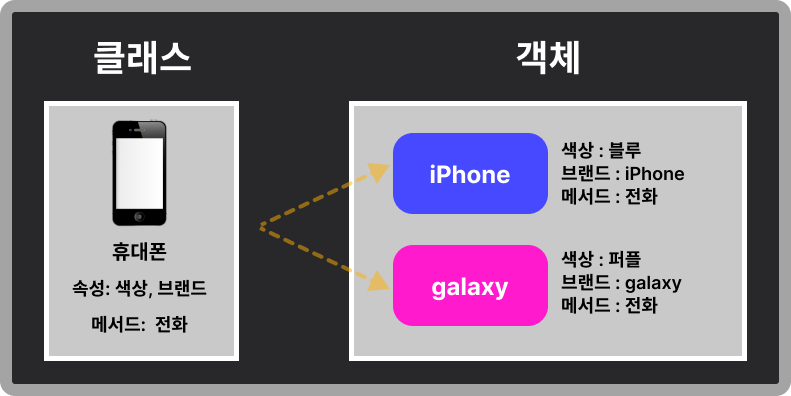 클래스
객체
휴대폰
속성: 색상, 브랜드
메서드: 전화
iPhone
색상 : 블루
브랜드 : iPhone
메서드 : 전화
galaxy
색상 : 퍼플
브랜드 : galaxy
메서드 : 전화